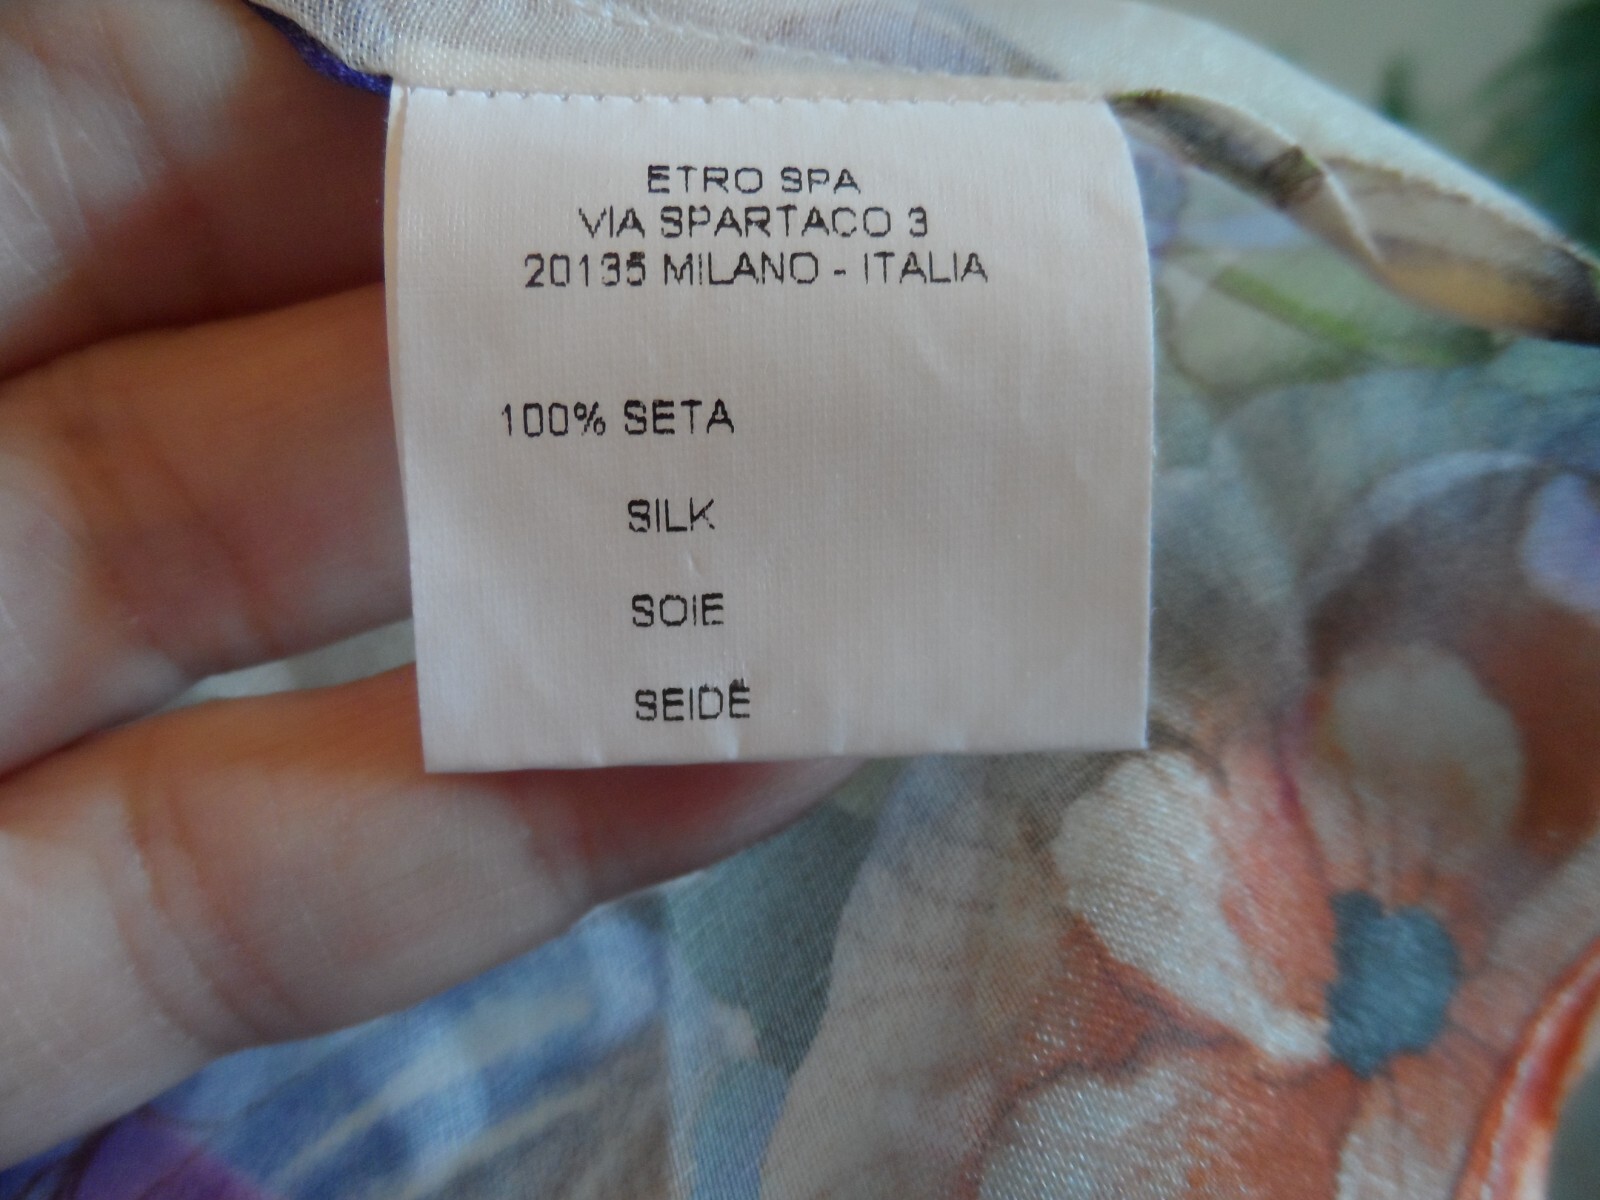 ETRO SPA
VIA SPARTACO 3
20135 MILANO - ITALIA
100% SETA
SILK
SOIE
SEIDE